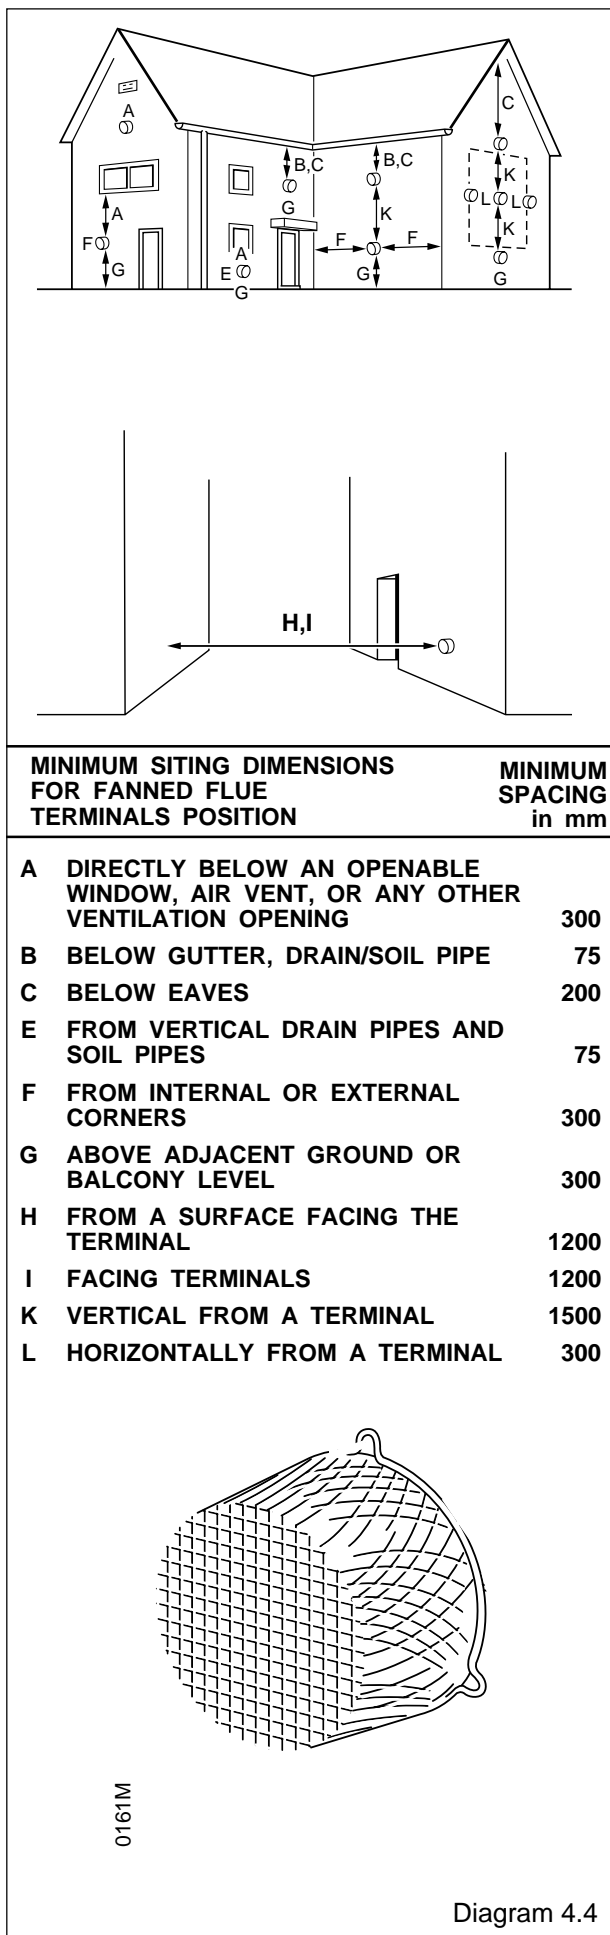 A
C
B,C
B,C
K
A
L
L
K
G
K
F
F
F
A
G
E
G
G
G
H,I
MINIMUM SITING DIMENSIONS
FOR FANNED FLUE
TERMINALS POSITION
MINIMUM
SPACING
in mm
A DIRECTLY BELOW AN OPENABLE
WINDOW, AIR VENT, OR ANY OTHER
VENTILATION OPENING 300
B BELOW GUTTER, DRAIN/SOIL PIPE 75
C BELOW EAVES 200
E FROM VERTICAL DRAIN PIPES AND
SOIL PIPES 75
F FROM INTERNAL OR EXTERNAL
CORNERS 300
G ABOVE ADJACENT GROUND OR
BALCONY LEVEL 300
H FROM A SURFACE FACING THE
TERMINAL 1200
I FACING TERMINALS 1200
K VERTICAL FROM A TERMINAL 1500
L HORIZONTALLY FROM A TERMINAL 300
0161M
Diagram 4.4